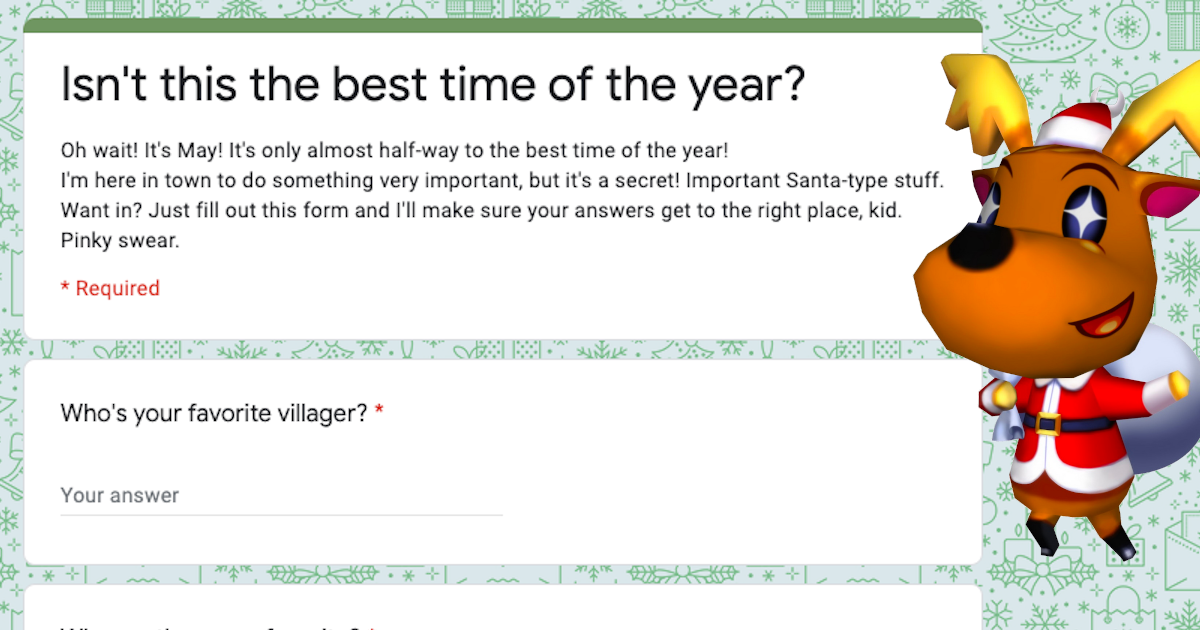 Isn't this the best time of the year?
Oh wait! It's May! It's only almost half-way to the best time of the year!
I'm here in town to do something very important, but it's a secret! Important Santa-type stuff.
Want in? Just fill out this form and I'll make sure your answers get to the right place, kid.
Pinky swear.
* Required
Who's your favorite villager? *
Your answer